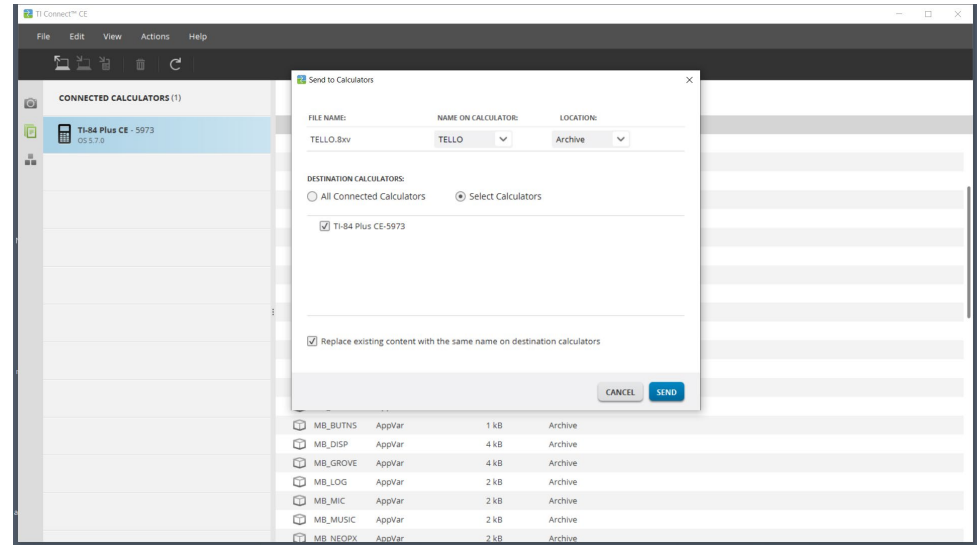 TI Connect™ CE
File Edit View Actions Help
CONNECTED CALCULATORS (1)
TI-84 Plus CE - 5973
OS 5.7.0
Send to Calculators
FILE NAME: NAME ON CALCULATOR: LOCATION:
TELLO.8xv TELLO Archive
DESTINATION CALCULATORS:
All Connected Calculators Select Calculators
TI-84 Plus CE-5973
Replace existing content with the same name on destination calculators
CANCEL SEND
MB_BUTNS AppVar 1 kB Archive
MB_DISP AppVar 4 kB Archive
MB_GROVE AppVar 4 kB Archive
MB_LOG AppVar 2 kB Archive
MB_MIC AppVar 2 kB Archive
MB_MUSIC AppVar 2 kB Archive
MB_NEOPX AppVar 2 kB Archive